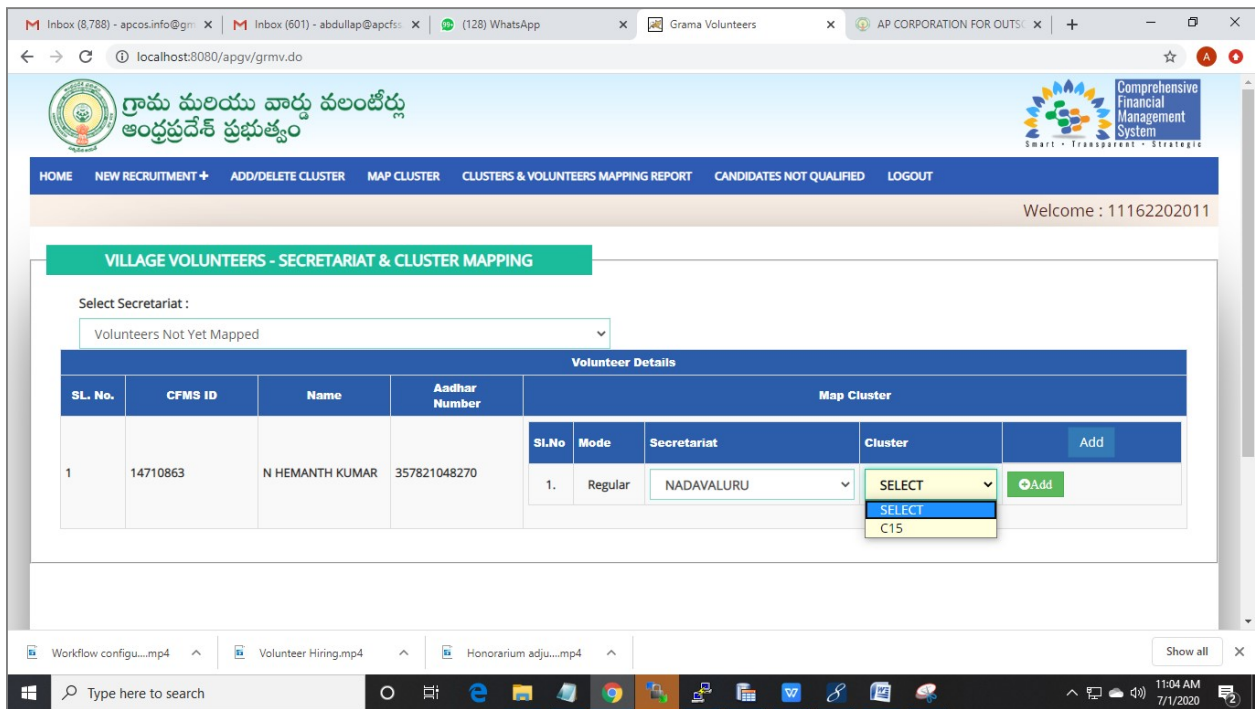 Inbox (8,788) - apcos.info@gm
Inbox (601) - abdullap@apcfss
(128) WhatsApp
Grama Volunteers
AP CORPORATION FOR OUTSO
localhost:8080/apgv/grmv.do
A
గ్రామ మరియు వార్డు వలంటీర్లు
ఆంధ్రప్రదేశ్ ప్రభుత్వం
Comprehensive
Financial
Management
System
Smart • Transparent • Strategic
HOME NEW RECRUITMENT + ADD/DELETE CLUSTER MAP CLUSTER CLUSTERS & VOLUNTEERS MAPPING REPORT CANDIDATES NOT QUALIFIED LOGOUT
Welcome : 11162202011
VILLAGE VOLUNTEERS - SECRETARIAT & CLUSTER MAPPING
Select Secretariat :
Volunteers Not Yet Mapped
Volunteer Details
SL. No. CFMS ID Name Aadhar Number Map Cluster
Sl.No Mode Secretariat Cluster Add
1 14710863 N HEMANTH KUMAR 357821048270 1. Regular NADAVALURU SELECT Add
SELECT
C15
Workflow configu....mp4 Volunteer Hiring.mp4 Honorarium adju....mp4 Show all
Type here to search
11:04 AM
7/1/2020
2